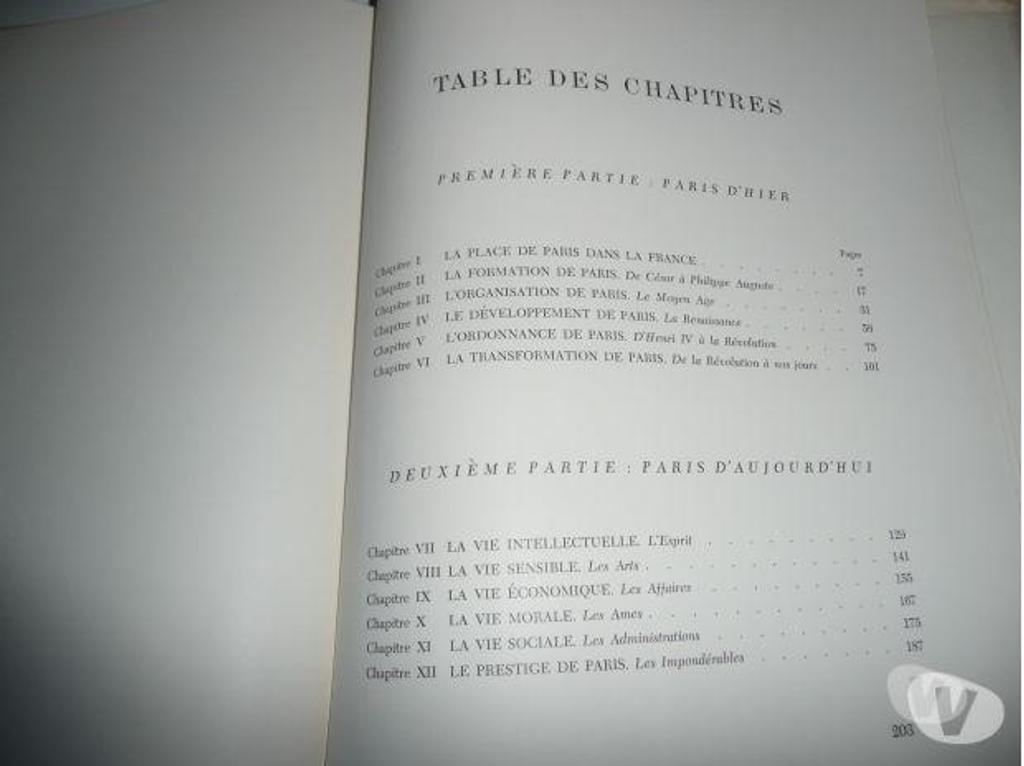 TABLE DES CHAPITRES
PREMIÈRE PARTIE : PARIS D'HIER
Pages
Chapitre I LA PLACE DE PARIS DANS LA FRANCE . . . . . . . . 7
Chapitre II LA FORMATION DE PARIS. De César à Philippe Auguste . . . . 17
Chapitre III L'ORGANISATION DE PARIS. Le Moyen Age . . . . . . . 31
Chapitre IV LE DÉVELOPPEMENT DE PARIS. La Renaissance . . . . . . 59
Chapitre V L'ORDONNANCE DE PARIS. D'Henri IV à la Révolution . . . . 75
Chapitre VI LA TRANSFORMATION DE PARIS. De la Révolution à nos jours . . 101
DEUXIÈME PARTIE : PARIS D'AUJOURD'HUI
Chapitre VII LA VIE INTELLECTUELLE. L'Esprit . . . . . . . . . 129
Chapitre VIII LA VIE SENSIBLE. Les Arts . . . . . . . . . . . 141
Chapitre IX LA VIE ÉCONOMIQUE. Les Affaires . . . . . . . . . 155
Chapitre X LA VIE MORALE. Les Ames . . . . . . . . . . . 167
Chapitre XI LA VIE SOCIALE. Les Administrations . . . . . . . . 175
Chapitre XII LE PRESTIGE DE PARIS. Les Impondérables . . . . . . 187
203